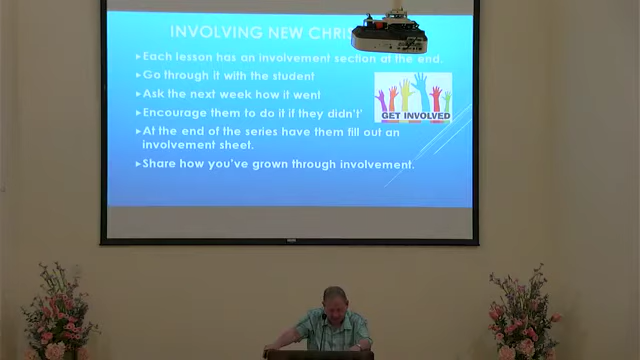 INVOLVING NEW CHRIS
Each lesson has an involvement section at the end.
Go through it with the student
Ask the next week how it went
Encourage them to do it if they didn't'
At the end of the series have them fill out an
involvement sheet.
Share how you've grown through involvement.
GET INVOLVED